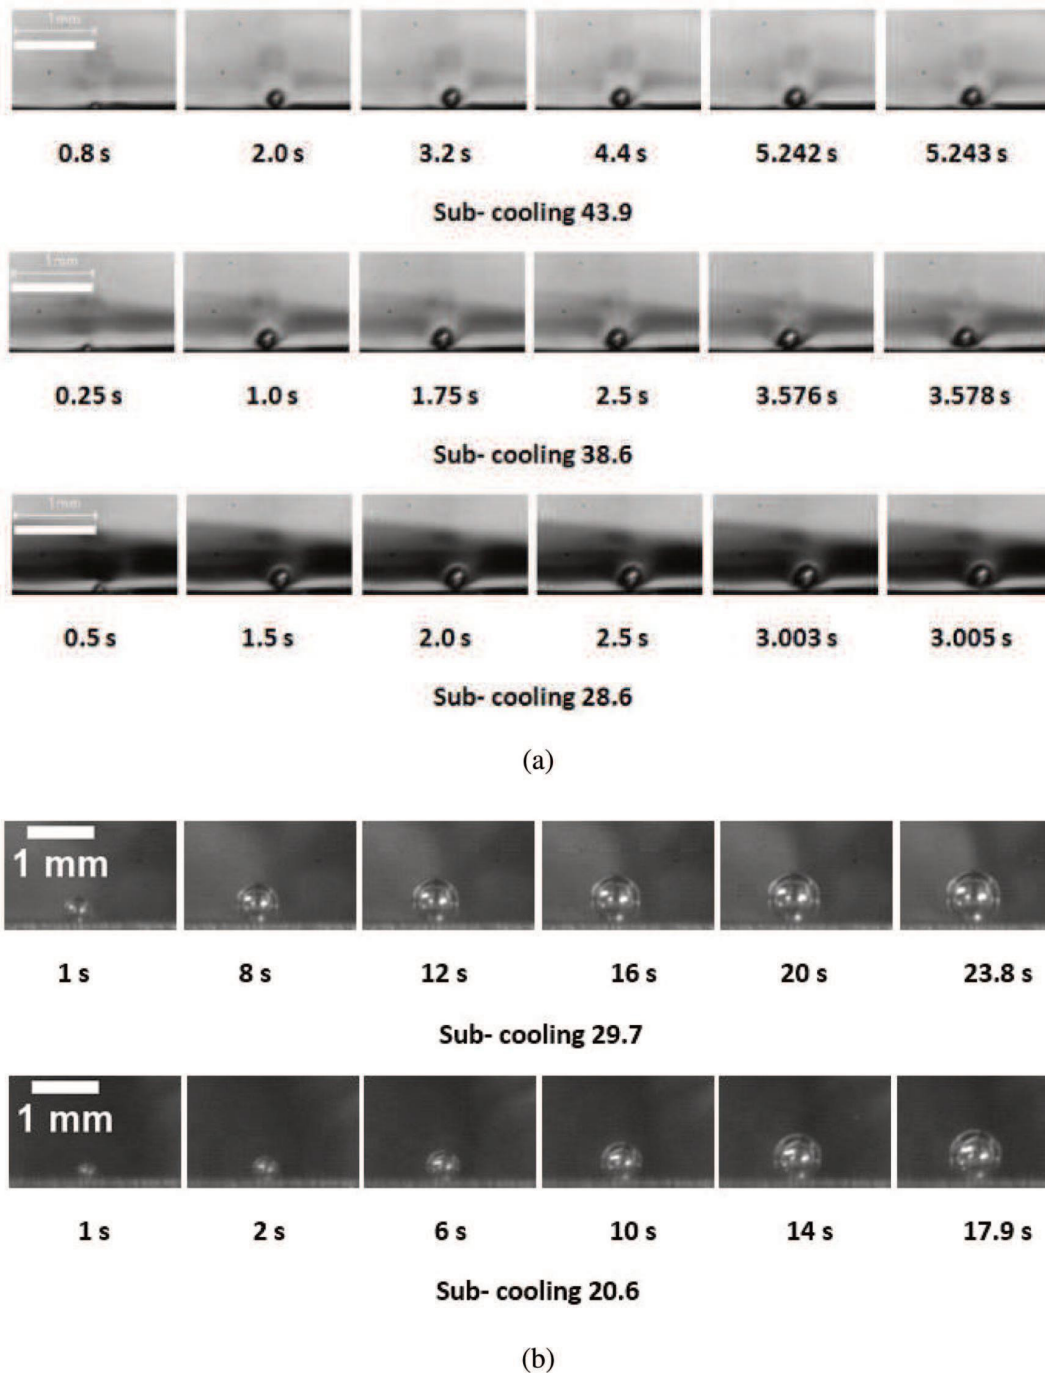 1mm
0.8 s 2.0 s 3.2 s 4.4 s 5.242 s 5.243 s
Sub- cooling 43.9
1mm
0.25 s 1.0 s 1.75 s 2.5 s 3.576 s 3.578 s
Sub- cooling 38.6
1mm
0.5 s 1.5 s 2.0 s 2.5 s 3.003 s 3.005 s
Sub- cooling 28.6
(a)
1 mm
1 s 8 s 12 s 16 s 20 s 23.8 s
Sub- cooling 29.7
1 mm
1 s 2 s 6 s 10 s 14 s 17.9 s
Sub- cooling 20.6
(b)